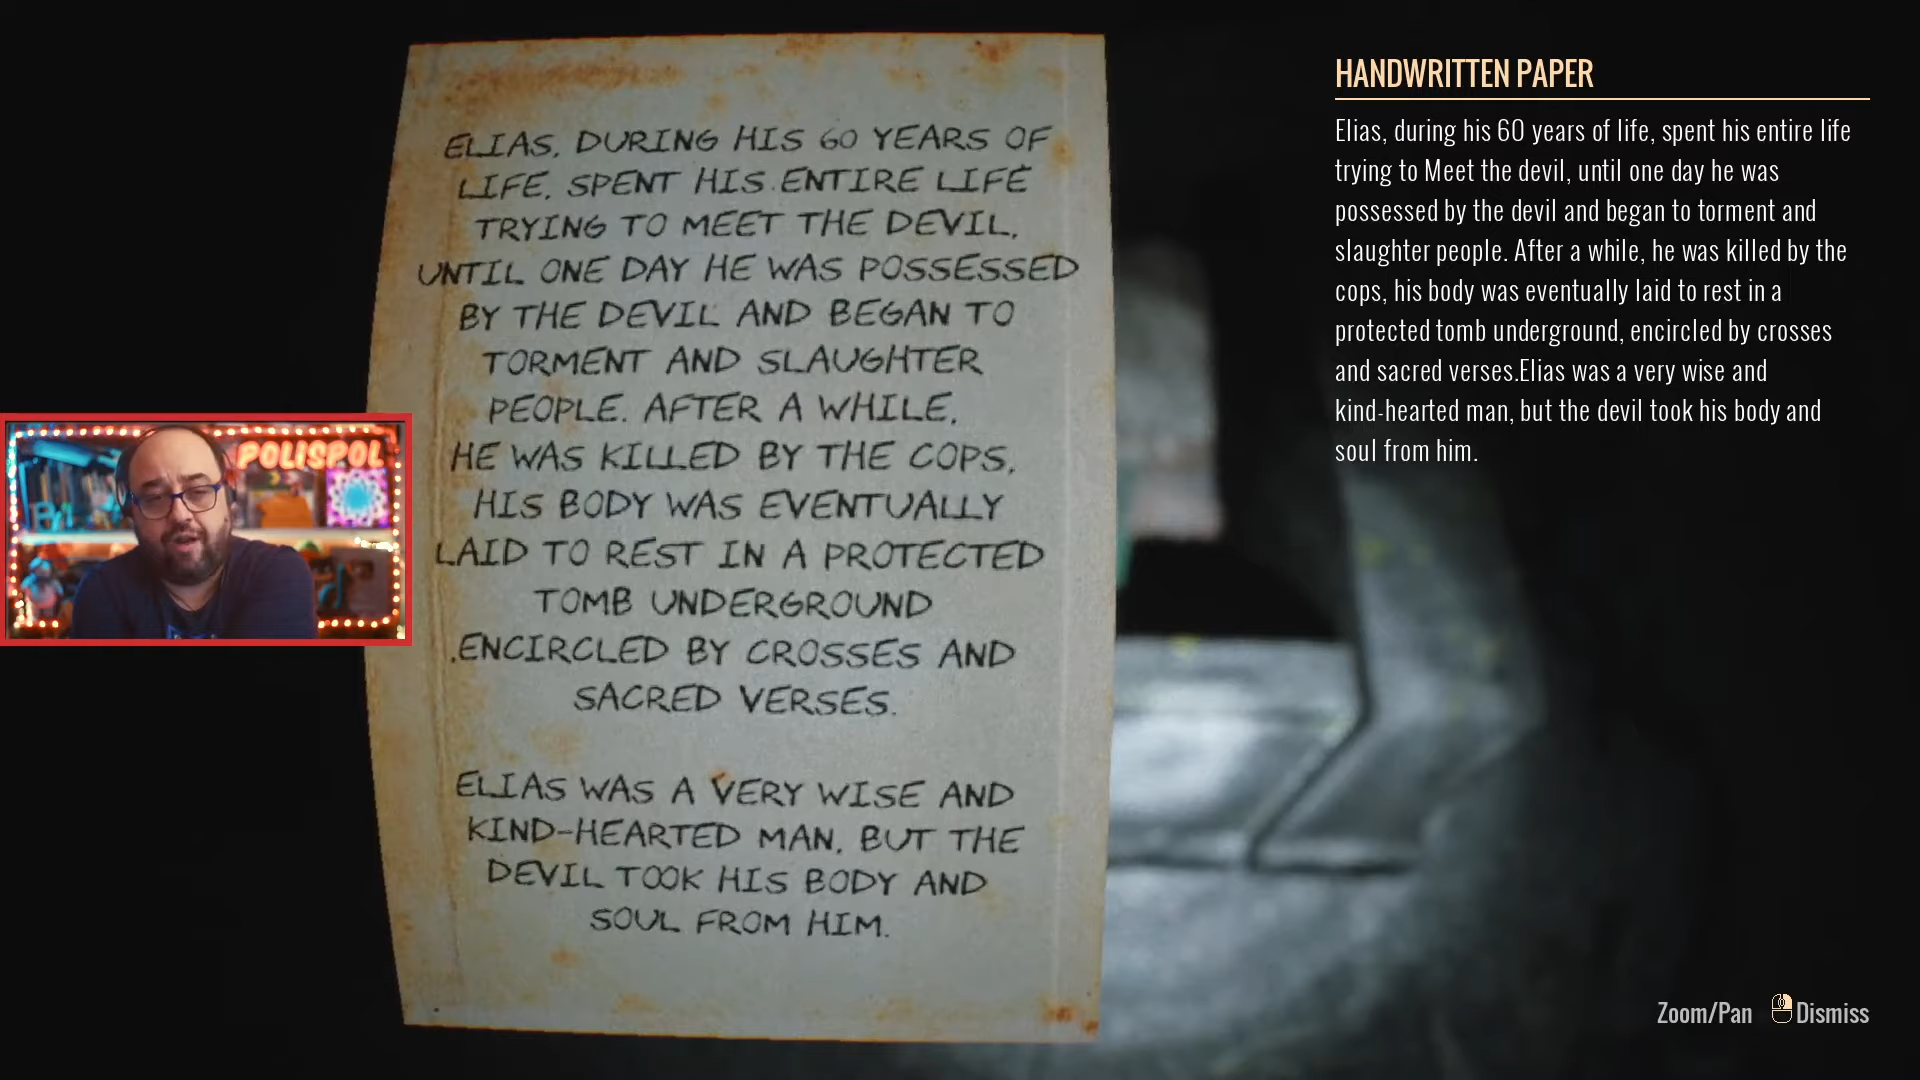 ELIAS, DURING HIS 60 YEARS OF
LIFE, SPENT HIS ENTIRE LIFE
TRYING TO MEET THE DEVIL,
UNTIL ONE DAY HE WAS POSSESSED
BY THE DEVIL AND BEGAN TO
TORMENT AND SLAUGHTER
PEOPLE. AFTER A WHILE,
HE WAS KILLED BY THE COPS,
HIS BODY WAS EVENTUALLY
LAID TO REST IN A PROTECTED
TOMB UNDERGROUND
,ENCIRCLED BY CROSSES AND
SACRED VERSES.
ELIAS WAS A VERY WISE AND
KIND-HEARTED MAN, BUT THE
DEVIL TOOK HIS BODY AND
SOUL FROM HIM.
POLISPOL
HANDWRITTEN PAPER
Elias, during his 60 years of life, spent his entire life
trying to Meet the devil, until one day he was
possessed by the devil and began to torment and
slaughter people. After a while, he was killed by the
cops, his body was eventually laid to rest in a
protected tomb underground, encircled by crosses
and sacred verses.Elias was a very wise and
kind-hearted man, but the devil took his body and
soul from him.
Zoom/Pan Dismiss